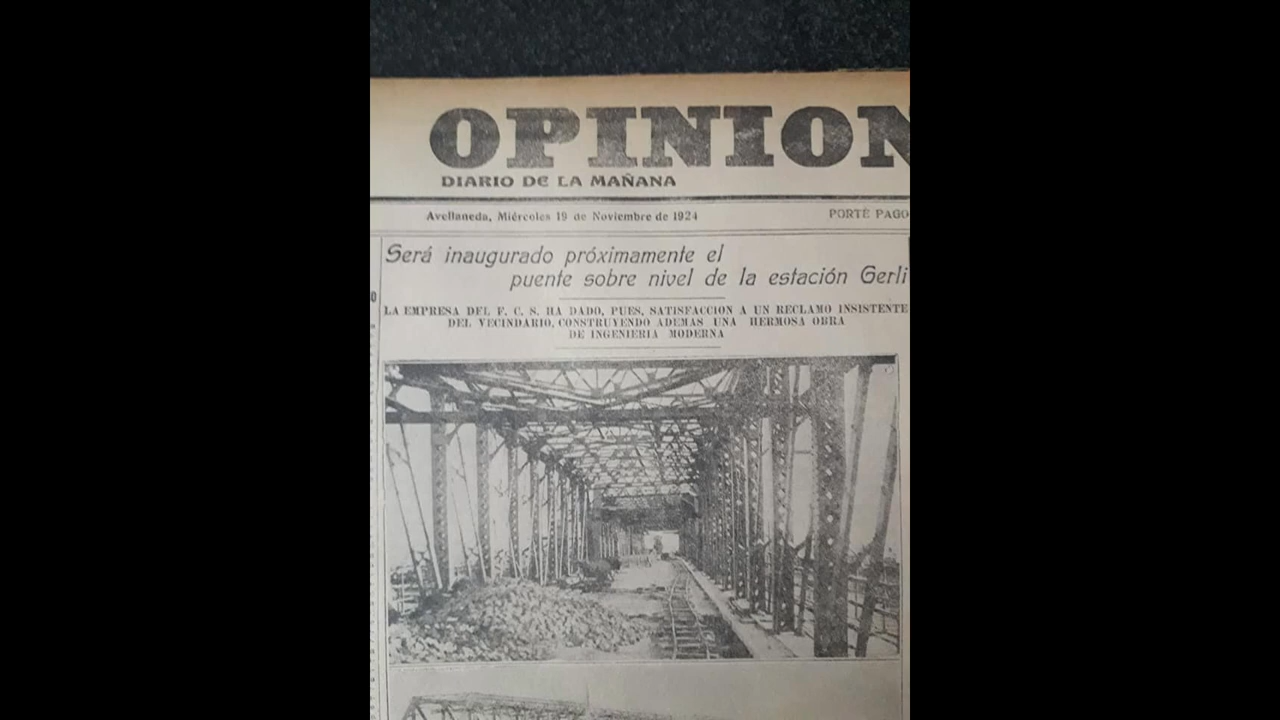 OPINION
DIARIO DE LA MAÑANA
Avellaneda, Miércoles 19 de Noviembre de 1924
PORTE PAGO
Será inaugurado próximamente el
puente sobre nivel de la estación Gerli
LA EMPRESA DEL F. C. S. HA DADO, PUES, SATISFACCION A UN RECLAMO INSISTENTE
DEL VECINDARIO, CONSTRUYENDO ADEMAS UNA HERMOSA OBRA
DE INGENIERIA MODERNA